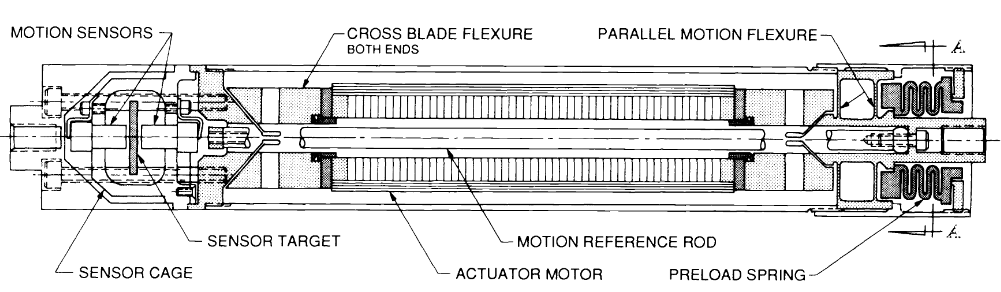 MOTION SENSORS
CROSS BLADE FLEXURE
BOTH ENDS
PARALLEL MOTION FLEXURE
A
SENSOR TARGET
MOTION REFERENCE ROD
A
SENSOR CAGE
ACTUATOR MOTOR
PRELOAD SPRING